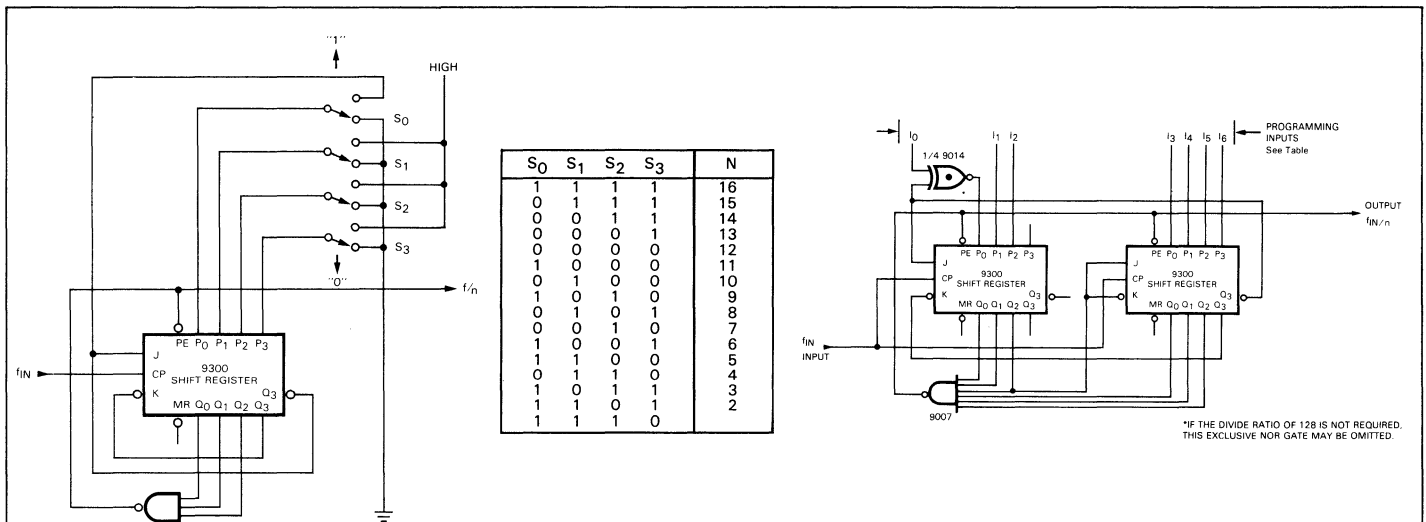 "1"
HIGH
S0
S1
S2
S3
"0"
f/n
PE P0 P1 P2 P3
J
9300
CP SHIFT REGISTER
K
Q3
MR Q0 Q1 Q2 Q3
fIN
S0 S1 S2 S3 N
1 1 1 1 16
0 1 1 1 15
0 0 1 1 14
0 0 0 1 13
0 0 0 0 12
1 0 0 0 11
0 1 0 0 10
1 0 1 0 9
0 1 0 1 8
0 0 1 0 7
1 0 0 1 6
1 1 0 0 5
0 1 1 0 4
1 0 1 1 3
1 1 0 1 2
1 1 1 0
I0 I1 I2 I3 I4 I5 I6
PROGRAMMING
INPUTS
See Table
1/4 9014
*
OUTPUT
fIN/n
PE P0 P1 P2 P3
J
9300
CP SHIFT REGISTER
K
Q3
MR Q0 Q1 Q2 Q3
PE P0 P1 P2 P3
J
9300
CP SHIFT REGISTER
K
Q3
MR Q0 Q1 Q2 Q3
fIN
INPUT
9007
*IF THE DIVIDE RATIO OF 128 IS NOT REQUIRED,
THIS EXCLUSIVE NOR GATE MAY BE OMITTED.